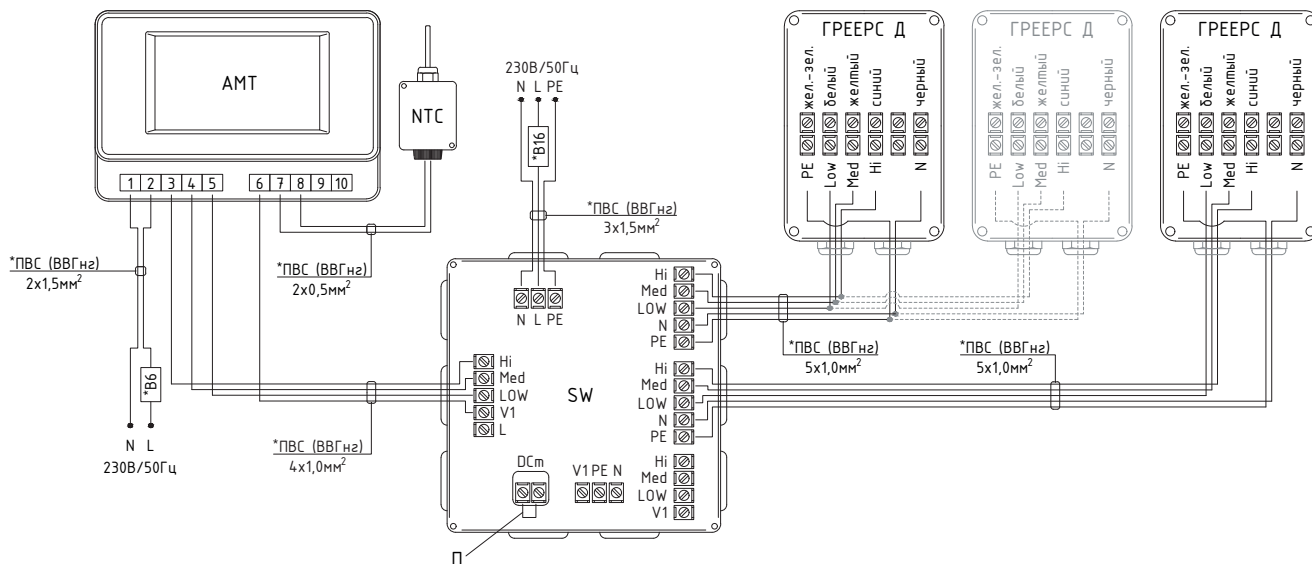 АМТ
1 2 3 4 5
6 7 8 9 10
NTC
230В/50Гц
N L PE
*В16
*ПВС (ВВГнг)
3х1,5мм²
*ПВС (ВВГнг)
2х1,5мм²
*ПВС (ВВГнг)
2х0,5мм²
*В6
N L
230В/50Гц
*ПВС (ВВГнг)
4х1,0мм²
ГРЕЕРС Д
жел.-зел.
белый
желтый
синий
черный
PE
Low
Med
Hi
N
ГРЕЕРС Д
жел.-зел.
белый
желтый
синий
черный
PE
Low
Med
Hi
N
ГРЕЕРС Д
жел.-зел.
белый
желтый
синий
черный
PE
Low
Med
Hi
N
*ПВС (ВВГнг)
5х1,0мм²
*ПВС (ВВГнг)
5х1,0мм²
N L PE
SW
Hi
Med
LOW
V1
L
Hi
Med
LOW
N
PE
Hi
Med
LOW
N
PE
Hi
Med
LOW
V1
DCm
V1 PE N
П